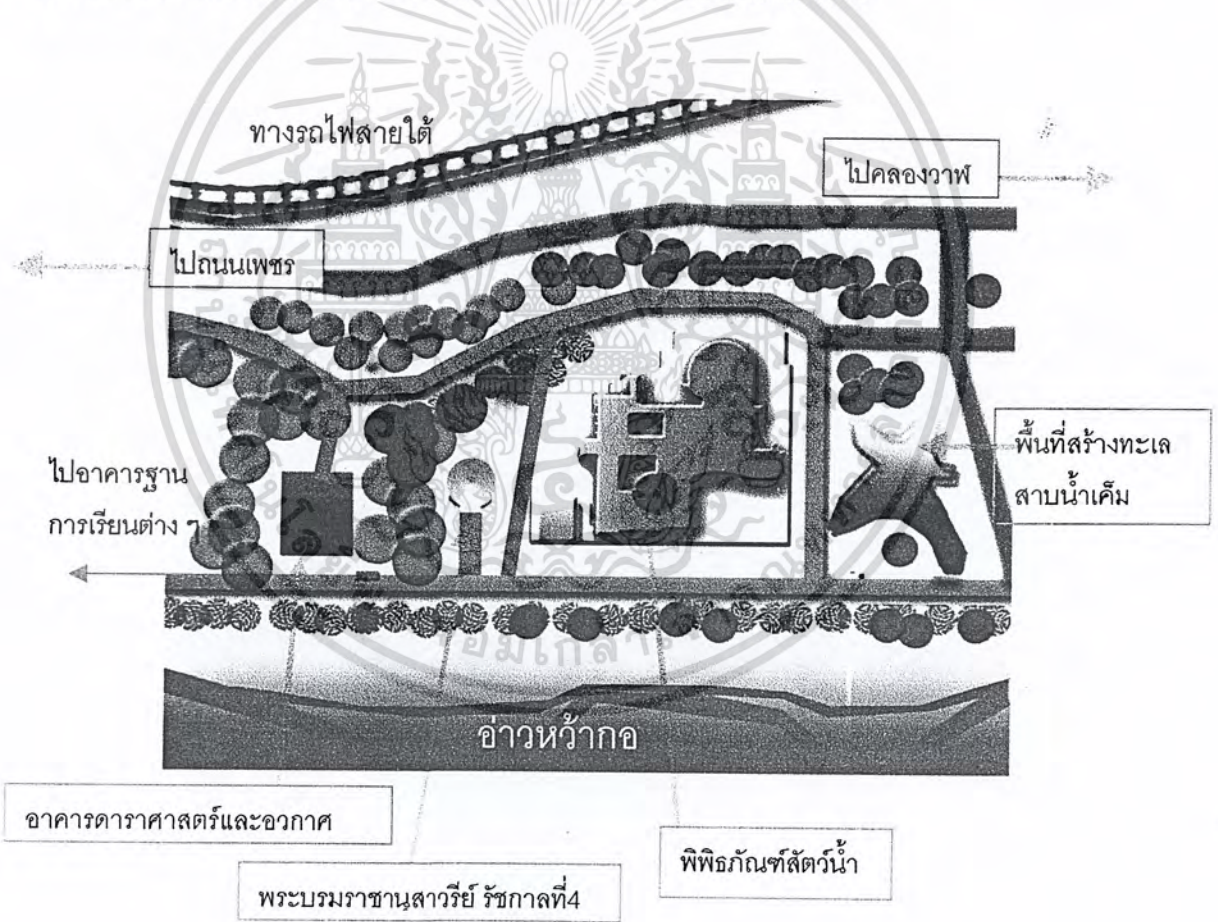 ทางรถไฟสายใต้
ไปคลองวาฬ
ไปถนนเพชร
พื้นที่สร้างทะเล
สาบน้ำเค็ม
ไปอาคารฐาน
การเรียนต่าง ๆ
อ่าวหว้ากอ
อาคารดาราศาสตร์และอวกาศ
พิพิธภัณฑ์สัตว์น้ำ
พระบรมราชานุสาวรีย์ รัชกาลที่4